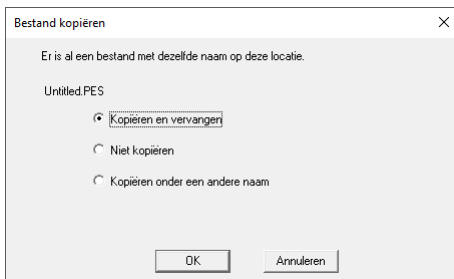 Bestand kopiëren
Er is al een bestand met dezelfde naam op deze locatie.
Untitled.PES
Kopiëren en vervangen
Niet kopiëren
Kopiëren onder een andere naam
OK
Annuleren